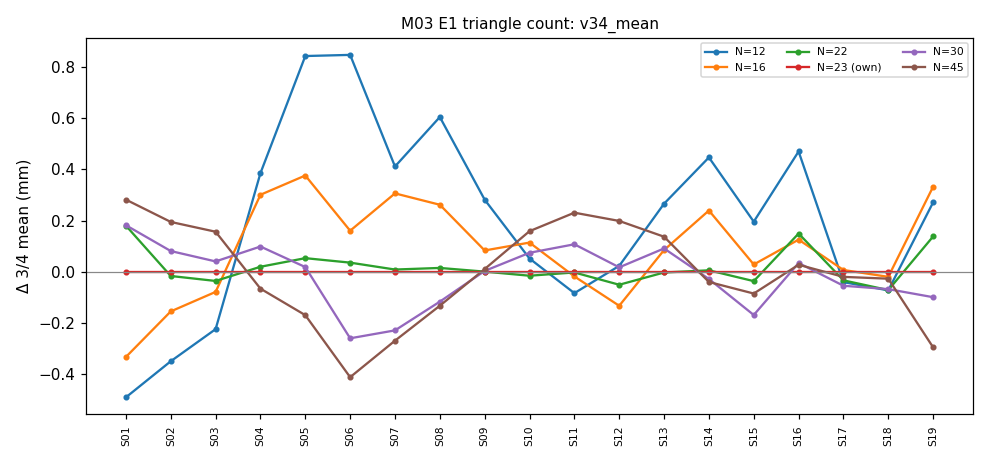 M03 E1 triangle count: v34_mean
N=12
N=16
N=22
N=23 (own)
N=30
N=45
Δ 3/4 mean (mm)
0.8
0.6
0.4
0.2
0.0
−0.2
−0.4
S01 S02 S03 S04 S05 S06 S07 S08 S09 S10 S11 S12 S13 S14 S15 S16 S17 S18 S19